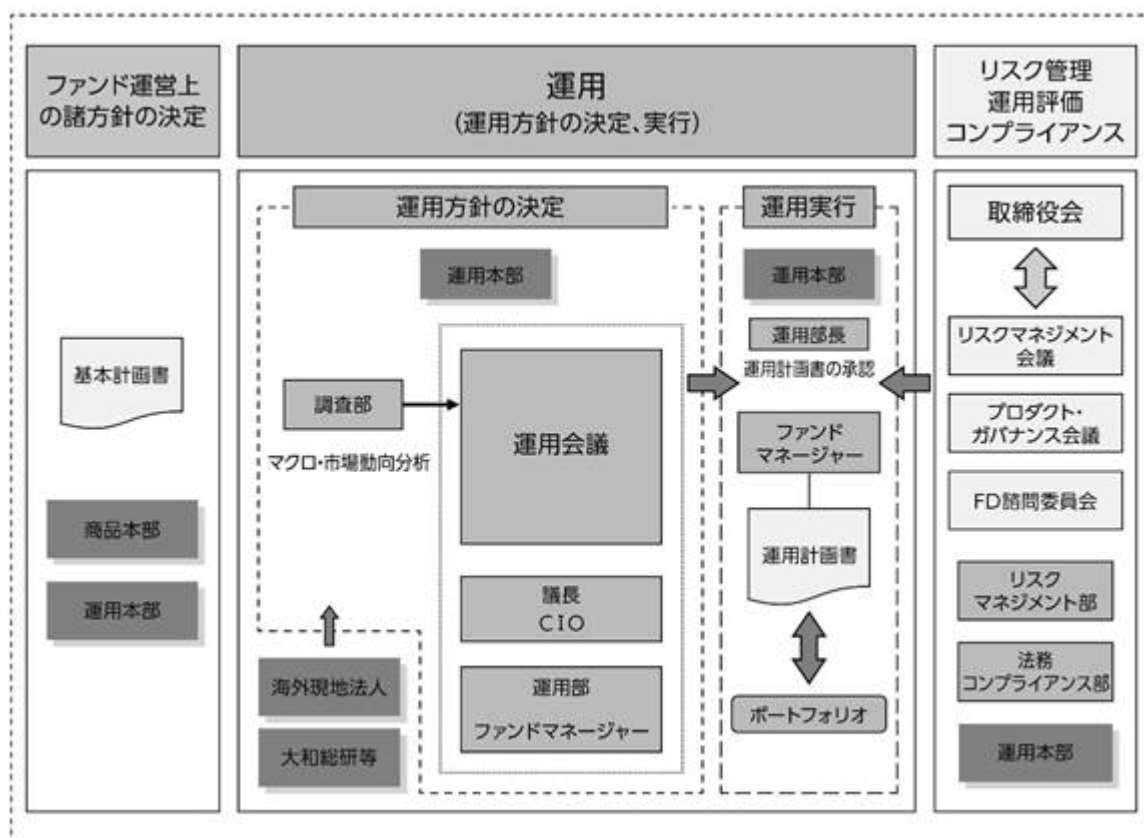 ファンド運営上
の諸方針の決定
基本計画書
商品本部
運用本部
運用
(運用方針の決定、実行)
運用方針の決定
運用本部
調査部
マクロ・市場動向分析
運用会議
議長
CIO
運用部
ファンドマネージャー
海外現地法人
大和総研等
運用実行
運用本部
運用部長
運用計画書の承認
ファンド
マネージャー
運用計画書
ポートフォリオ
リスク管理
運用評価
コンプライアンス
取締役会
リスクマネジメント
会議
プロダクト・
ガバナンス会議
FD諮問委員会
リスク
マネジメント部
法務
コンプライアンス部
運用本部